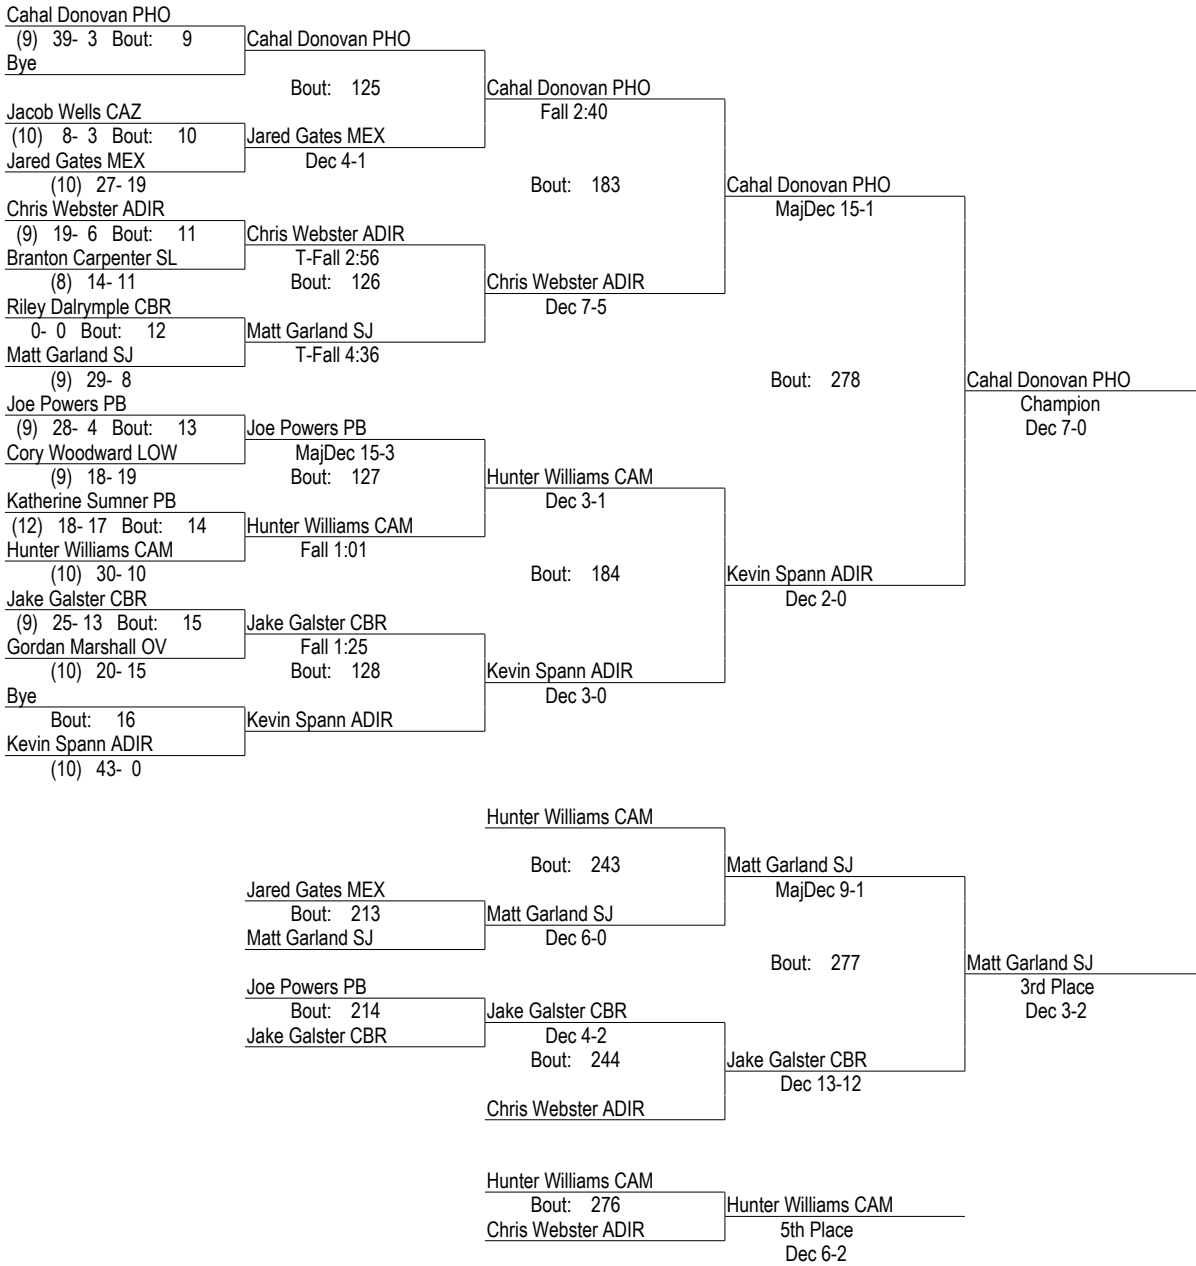 Cahal Donovan PHO
(9) 39- 3 Bout: 9
Cahal Donovan PHO
Bye
Bout: 125
Cahal Donovan PHO
Jacob Wells CAZ
Fall 2:40
(10) 8- 3 Bout: 10
Jared Gates MEX
Jared Gates MEX
Dec 4-1
(10) 27- 19
Bout: 183
Cahal Donovan PHO
Chris Webster ADIR
MajDec 15-1
(9) 19- 6 Bout: 11
Chris Webster ADIR
Branton Carpenter SL
T-Fall 2:56
(8) 14- 11
Bout: 126
Chris Webster ADIR
Riley Dalrymple CBR
Dec 7-5
0- 0 Bout: 12
Matt Garland SJ
Matt Garland SJ
T-Fall 4:36
(9) 29- 8
Bout: 278
Cahal Donovan PHO
Joe Powers PB
Champion
(9) 28- 4 Bout: 13
Joe Powers PB
Dec 7-0
Cory Woodward LOW
MajDec 15-3
(9) 18- 19
Bout: 127
Hunter Williams CAM
Katherine Sumner PB
Dec 3-1
(12) 18- 17 Bout: 14
Hunter Williams CAM
Hunter Williams CAM
Fall 1:01
(10) 30- 10
Bout: 184
Kevin Spann ADIR
Jake Galster CBR
Dec 2-0
(9) 25- 13 Bout: 15
Jake Galster CBR
Gordan Marshall OV
Fall 1:25
(10) 20- 15
Bout: 128
Kevin Spann ADIR
Bye
Dec 3-0
Bout: 16
Kevin Spann ADIR
Kevin Spann ADIR
(10) 43- 0
Hunter Williams CAM
Bout: 243
Matt Garland SJ
Jared Gates MEX
MajDec 9-1
Bout: 213
Matt Garland SJ
Matt Garland SJ
Dec 6-0
Bout: 277
Matt Garland SJ
Joe Powers PB
3rd Place
Bout: 214
Jake Galster CBR
Dec 3-2
Jake Galster CBR
Dec 4-2
Bout: 244
Jake Galster CBR
Dec 13-12
Chris Webster ADIR
Hunter Williams CAM
Bout: 276
Hunter Williams CAM
Chris Webster ADIR
5th Place
Dec 6-2